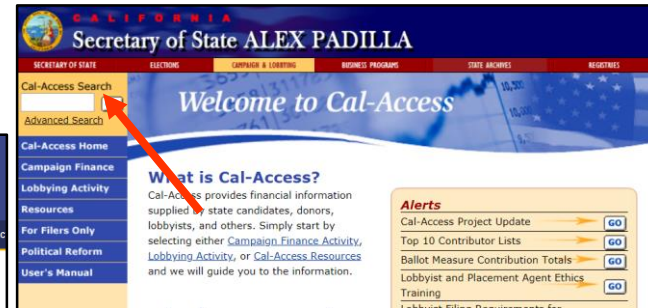 CALIFORNIA
Secretary of State ALEX PADILLA
SECRETARY OF STATE ELECTIONS CAMPAIGN & LOBBYING BUSINESS PROGRAMS STATE ARCHIVES REGISTRIES
Cal-Access Search
Advanced Search
Welcome to Cal-Access
Cal-Access Home
Campaign Finance
Lobbying Activity
Resources
For Filers Only
Political Reform
User's Manual
What is Cal-Access?
Cal-Access provides financial information
supplied by state candidates, donors,
lobbyists, and others. Simply start by
selecting either Campaign Finance Activity,
Lobbying Activity, or Cal-Access Resources
and we will guide you to the information.
Alerts
Cal-Access Project Update GO
Top 10 Contributor Lists GO
Ballot Measure Contribution Totals GO
Lobbyist and Placement Agent Ethics
Training GO
Lobbyist Filing Requirements for